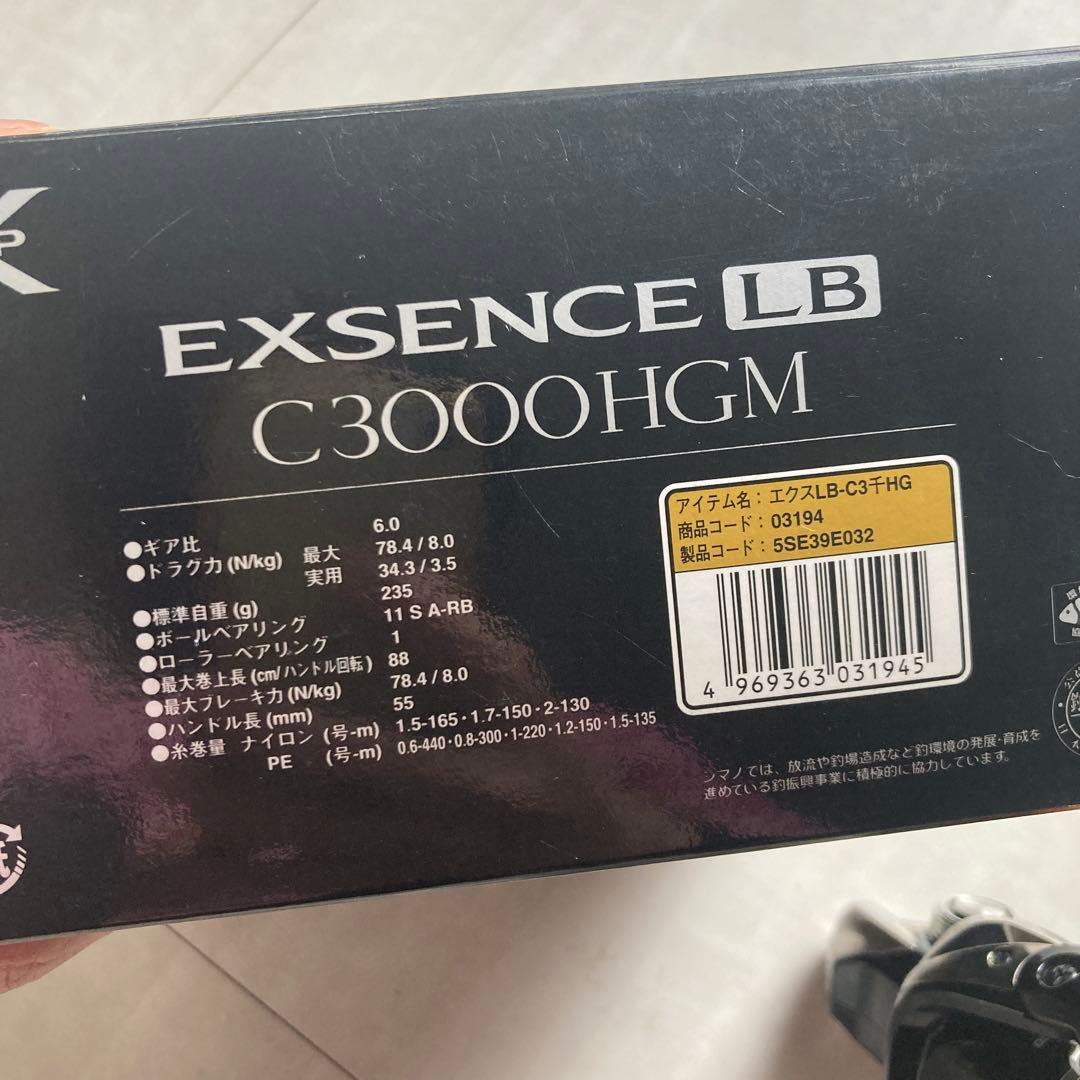 EXSENCE LB
C3000HGM
●ギア比 6.0
●ドラグ力(N/kg) 最大 78.4 / 8.0
実用 34.3 / 3.5
●標準自重(g) 235
●ボールベアリング 11 S A-RB
●ローラーベアリング 1
●最大巻上長(cm/ハンドル1回転) 88
●最大ブレーキ力(N/kg) 78.4 / 8.0
●ハンドル長(mm) 55
●糸巻量 ナイロン (号-m) 1.5-165・1.7-150・2-130
PE (号-m) 0.6-440・0.8-300・1-220・1.2-150・1.5-135
アイテム名：エクスLB-C3千HG
商品コード：03194
製品コード：5SE39E032
4 969363 031945
シマノでは、放流や釣場造成など釣環境の発展・育成を
進めている釣振興事業に積極的に協力しています。